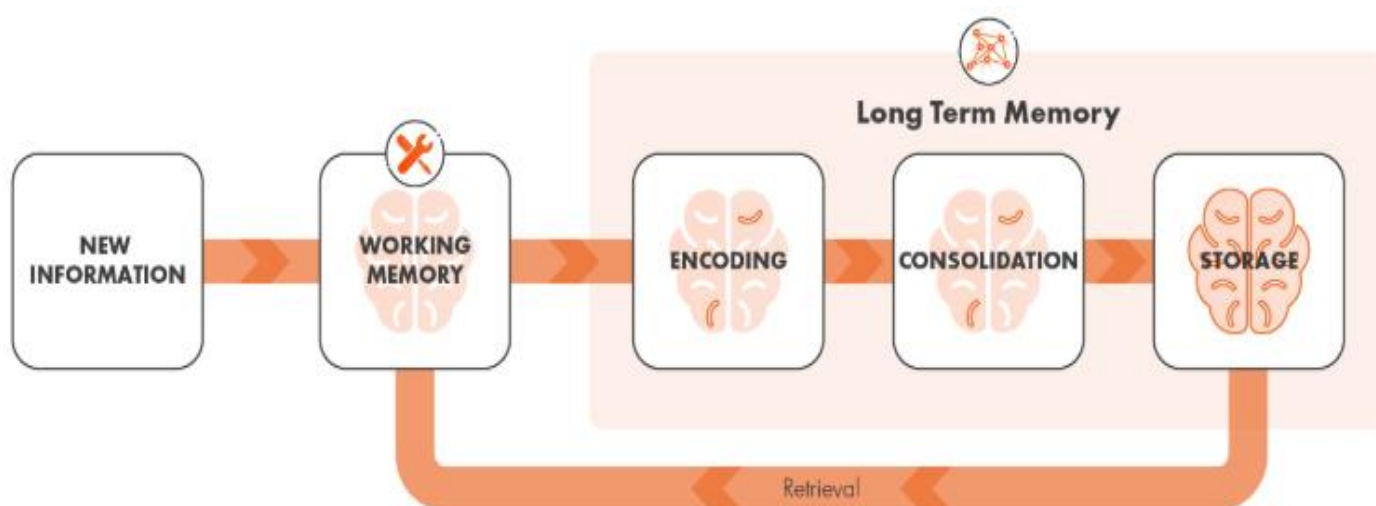 Long Term Memory
NEW
INFORMATION
WORKING
MEMORY
ENCODING
CONSOLIDATION
STORAGE
Retrieval